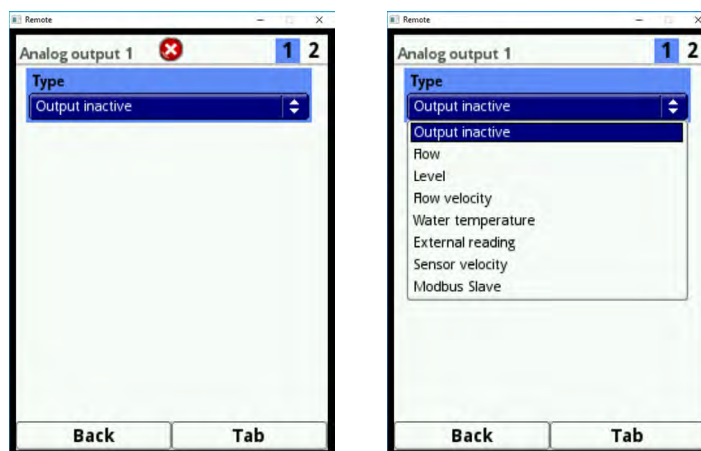 Remote
Analog output 1 1 2
Type
Output inactive
Back Tab
Remote
Analog output 1 1 2
Type
Output inactive
Output inactive
Flow
Level
Flow velocity
Water temperature
External reading
Sensor velocity
Modbus Slave
Back Tab